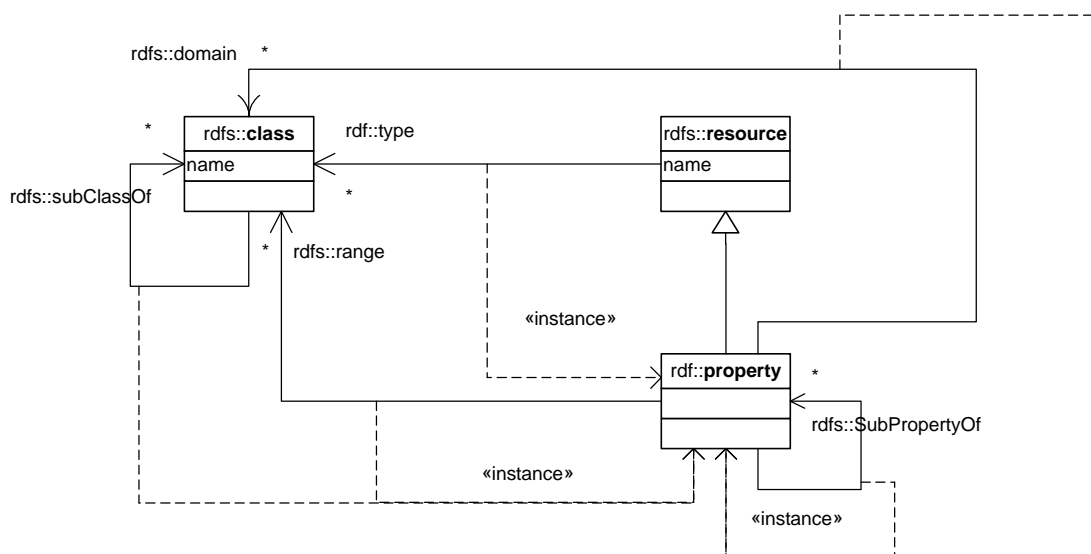 rdfs::domain *
* rdfs::class rdf::type rdfs::resource
name name
rdfs::subClassOf *
* rdfs::range
«instance»
rdf::property *
rdfs::SubPropertyOf
«instance»
«instance»